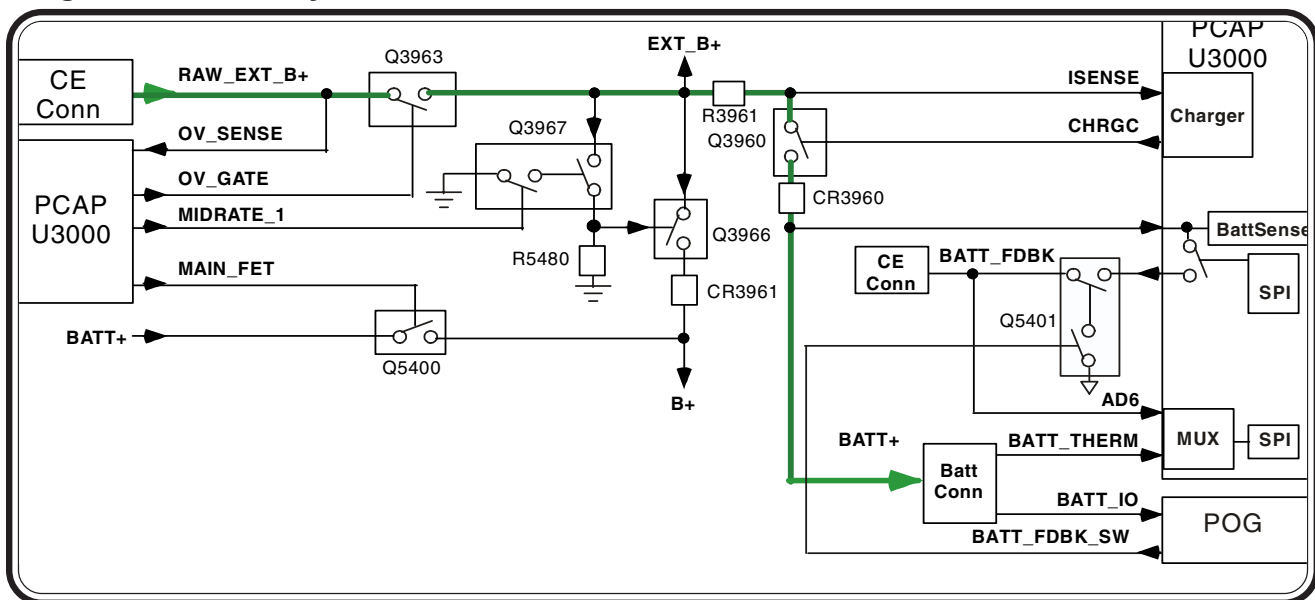 PCAP
U3000
Q3963
EXT_B+
CE
Conn
RAW_EXT_B+
ISENSE
R3961
Charger
Q3967
Q3960
CHRGC
OV_SENSE
OV_GATE
PCAP
U3000
MIDRATE_1
CR3960
Q3966
BattSense
R5480
CE
Conn
BATT_FDBK
MAIN_FET
CR3961
SPI
Q5401
BATT+
Q5400
B+
AD6
BATT+
BATT_THERM
MUX
SPI
Batt
Conn
BATT_IO
POG
BATT_FDBK_SW